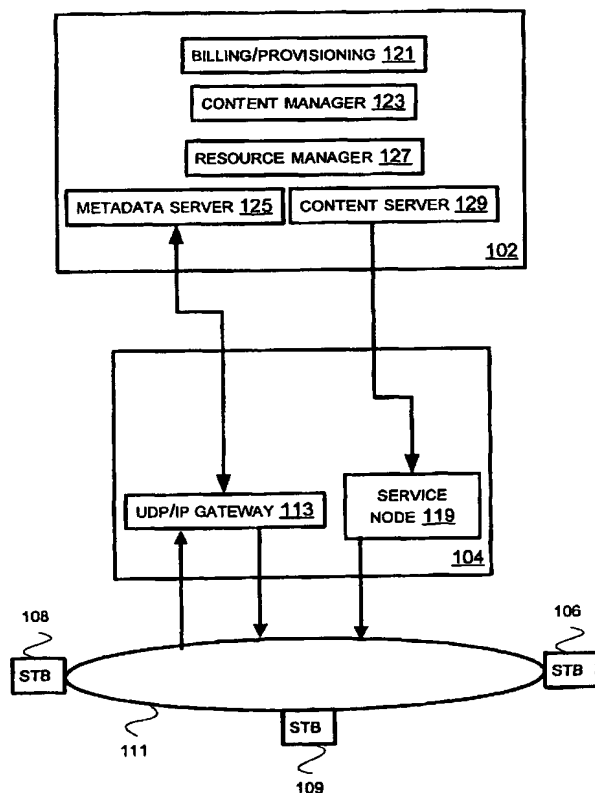 BILLING/PROVISIONING 121
CONTENT MANAGER 123
RESOURCE MANAGER 127
METADATA SERVER 125
CONTENT SERVER 129
102
UDP/IP GATEWAY 113
SERVICE
NODE 119
104
108
106
STB
STB
STB
111
109